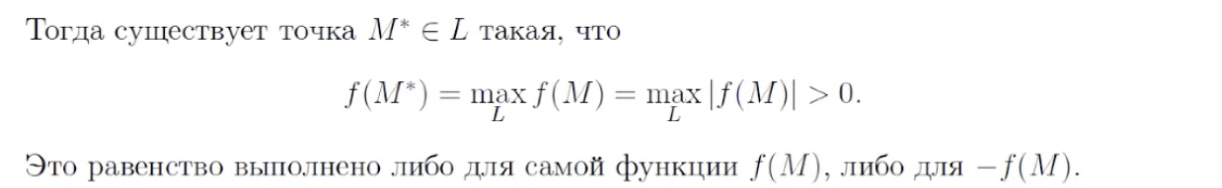 Тогда существует точка M* ∈ L такая, что
f(M*) = max_L f(M) = max_L |f(M)| > 0.
Это равенство выполнено либо для самой функции f(M), либо для −f(M).